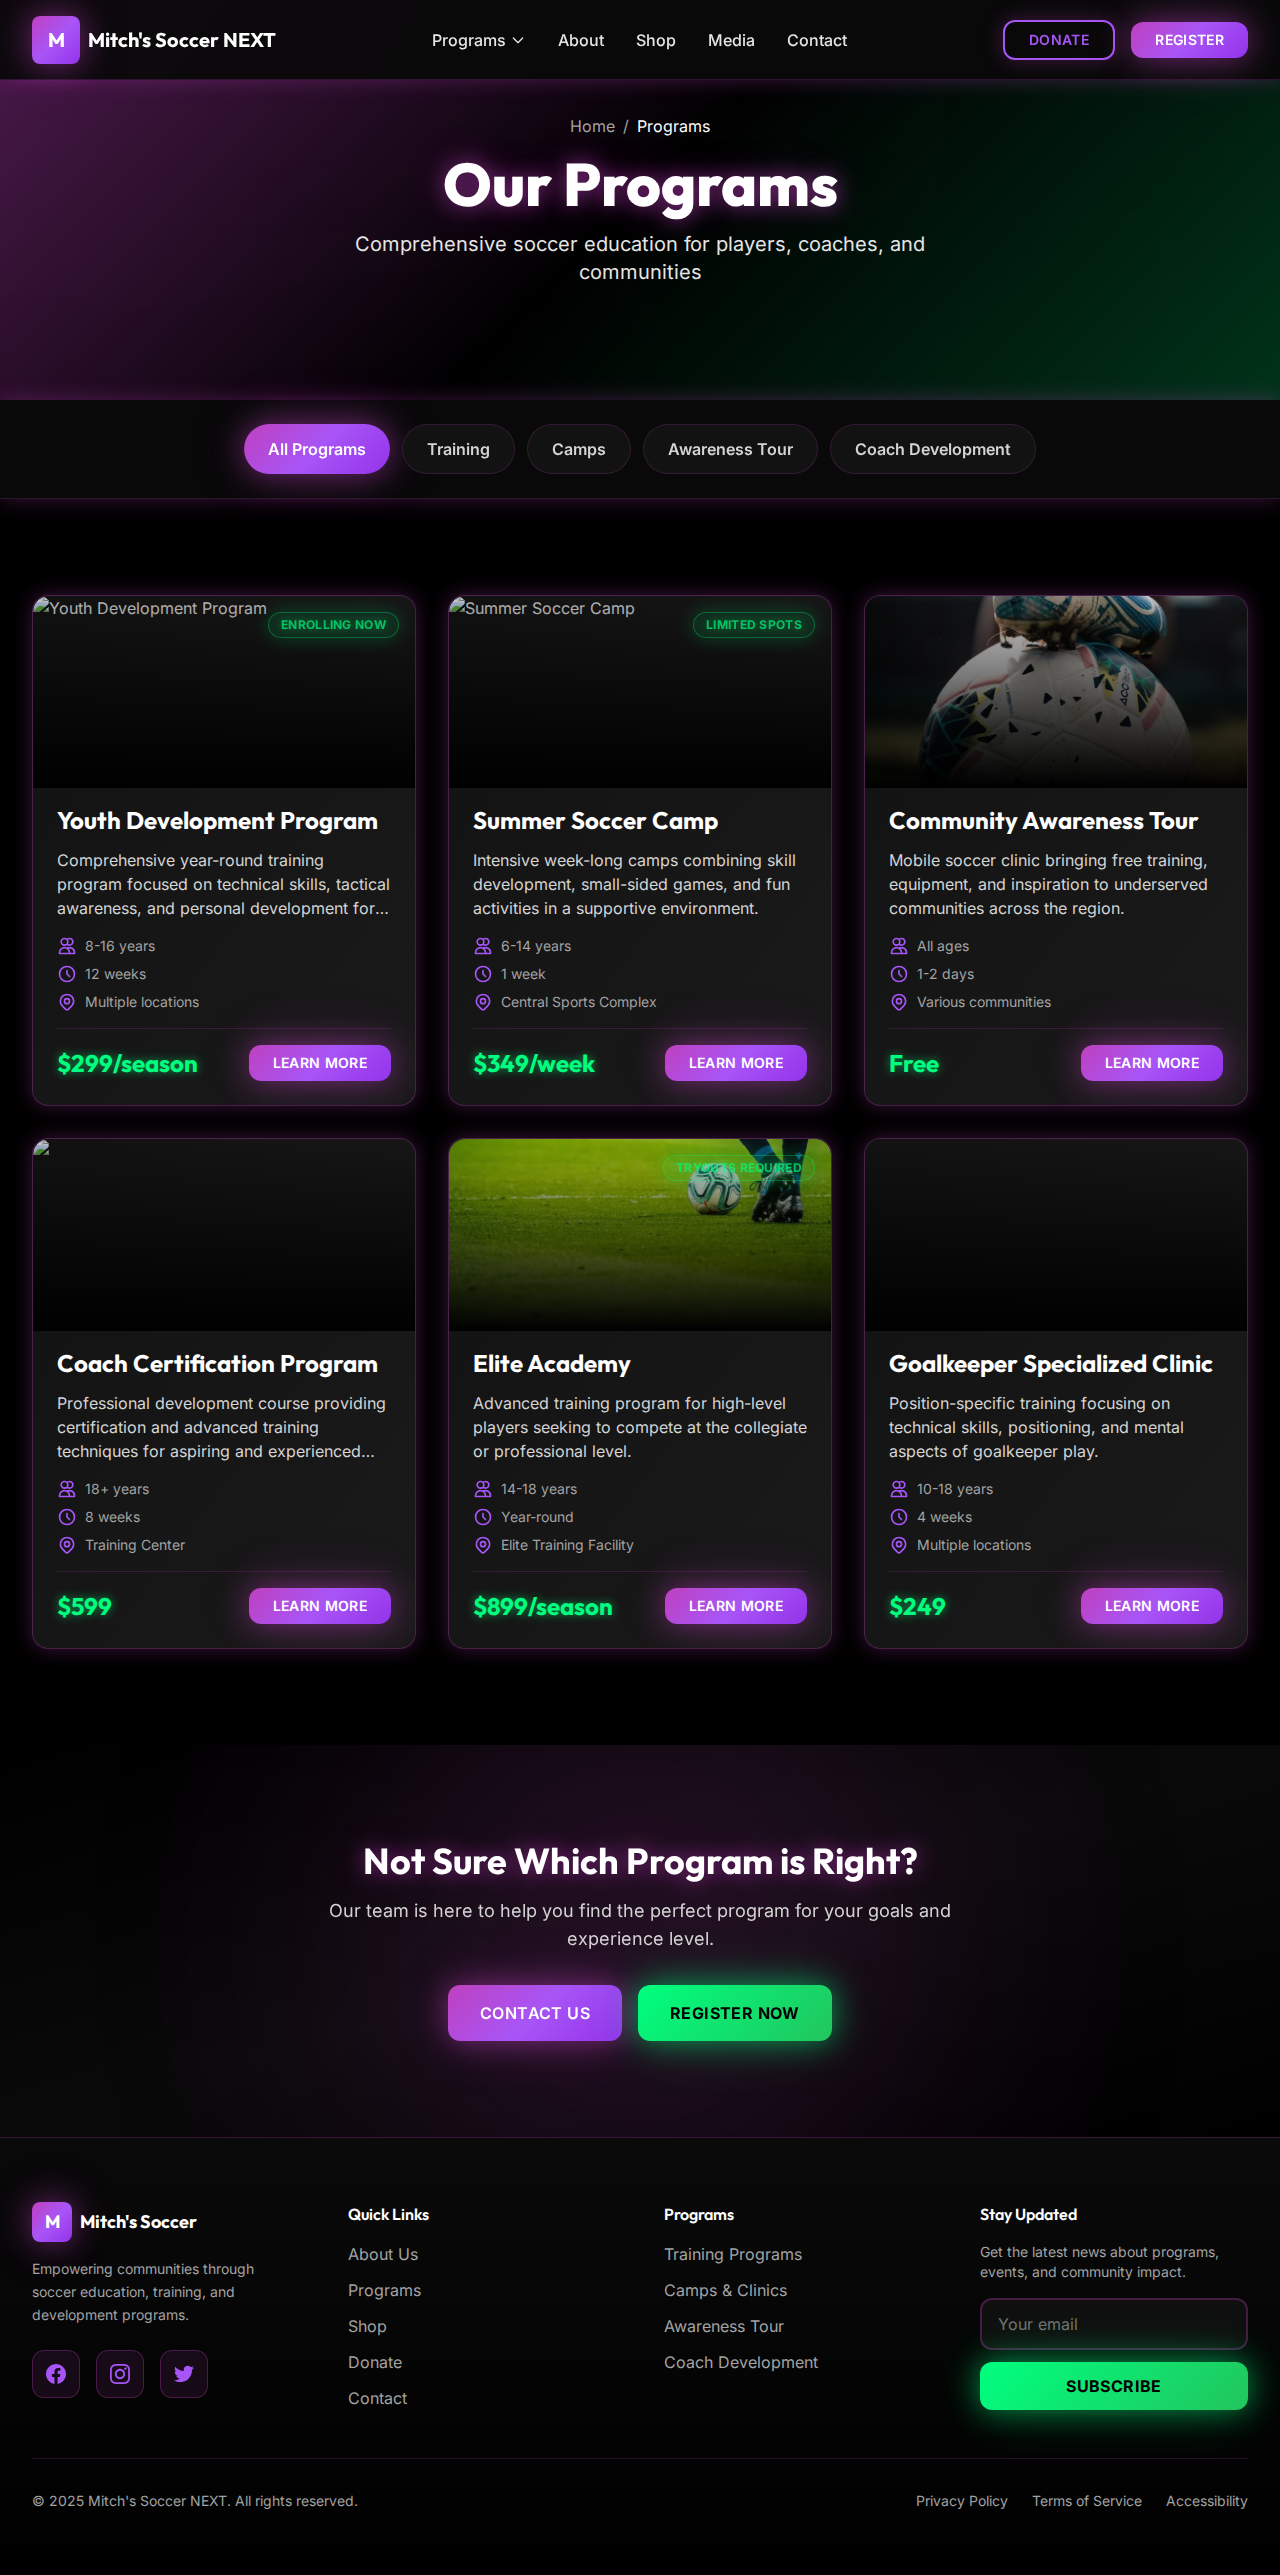 M Mitch's Soccer NEXT Programs About Shop Media Contact DONATE REGISTER
Home / Programs
Our Programs
Comprehensive soccer education for players, coaches, and
communities
All Programs Training Camps Awareness Tour Coach Development
Youth Development Program
ENROLLING NOW
Youth Development Program
Comprehensive year-round training
program focused on technical skills, tactical
awareness, and personal development for...
8-16 years
12 weeks
Multiple locations
$299/season LEARN MORE
Summer Soccer Camp
LIMITED SPOTS
Summer Soccer Camp
Intensive week-long camps combining skill
development, small-sided games, and fun
activities in a supportive environment.
6-14 years
1 week
Central Sports Complex
$349/week LEARN MORE
Community Awareness Tour
Mobile soccer clinic bringing free training,
equipment, and inspiration to underserved
communities across the region.
All ages
1-2 days
Various communities
Free LEARN MORE
Coach Certification Program
Professional development course providing
certification and advanced training
techniques for aspiring and experienced...
18+ years
8 weeks
Training Center
$599 LEARN MORE
TRYOUTS REQUIRED
Elite Academy
Advanced training program for high-level
players seeking to compete at the collegiate
or professional level.
14-18 years
Year-round
Elite Training Facility
$899/season LEARN MORE
Goalkeeper Specialized Clinic
Position-specific training focusing on
technical skills, positioning, and mental
aspects of goalkeeper play.
10-18 years
4 weeks
Multiple locations
$249 LEARN MORE
Not Sure Which Program is Right?
Our team is here to help you find the perfect program for your goals and
experience level.
CONTACT US REGISTER NOW
M Mitch's Soccer
Empowering communities through
soccer education, training, and
development programs.
Quick Links
About Us
Programs
Shop
Donate
Contact
Programs
Training Programs
Camps & Clinics
Awareness Tour
Coach Development
Stay Updated
Get the latest news about programs,
events, and community impact.
Your email
SUBSCRIBE
© 2025 Mitch's Soccer NEXT. All rights reserved.
Privacy Policy Terms of Service Accessibility